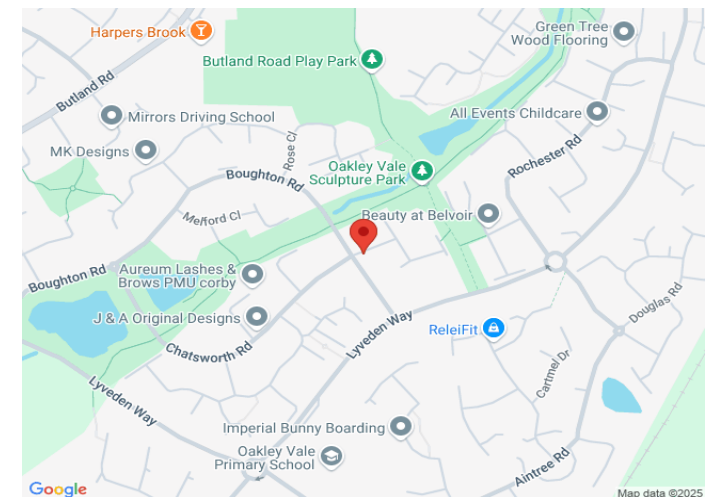 Harpers Brook
Green Tree
Wood Flooring
Butland Road Play Park
Butland Rd
Mirrors Driving School
All Events Childcare
MK Designs
Rose Cl
Rochester Rd
Oakley Vale
Sculpture Park
Boughton Rd
Melford Cl
Beauty at Belvoir
Boughton Rd
Aureum Lashes &
Brows PMU corby
J & A Original Designs
Douglas Rd
Lyveden Way
ReleiFit
Chatsworth Rd
Cartmel Dr
Lyveden Way
Imperial Bunny Boarding
Oakley Vale
Primary School
Aintree Rd
Google
Map data ©2025